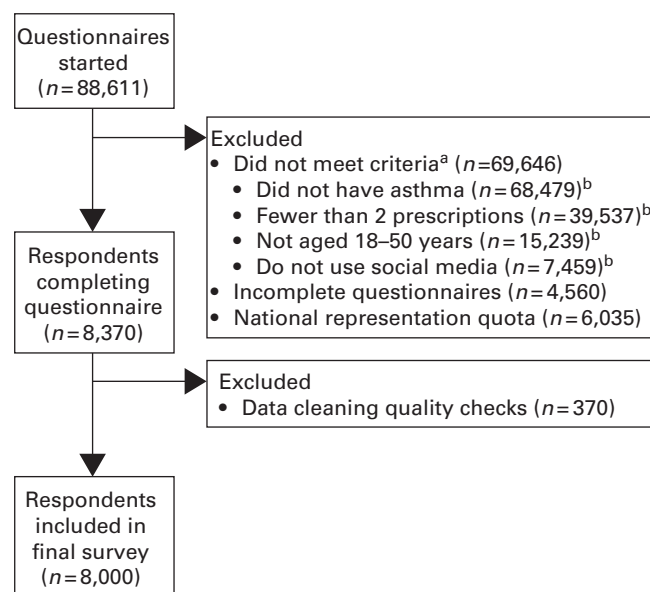 Questionnaires
started
(n=88,611)
Excluded
• Did not meet criteriaᵃ (n=69,646)
• Did not have asthma (n=68,479)ᵇ
• Fewer than 2 prescriptions (n=39,537)ᵇ
• Not aged 18–50 years (n=15,239)ᵇ
• Do not use social media (n=7,459)ᵇ
• Incomplete questionnaires (n=4,560)
• National representation quota (n=6,035)
Respondents
completing
questionnaire
(n=8,370)
Excluded
• Data cleaning quality checks (n=370)
Respondents
included in
final survey
(n=8,000)